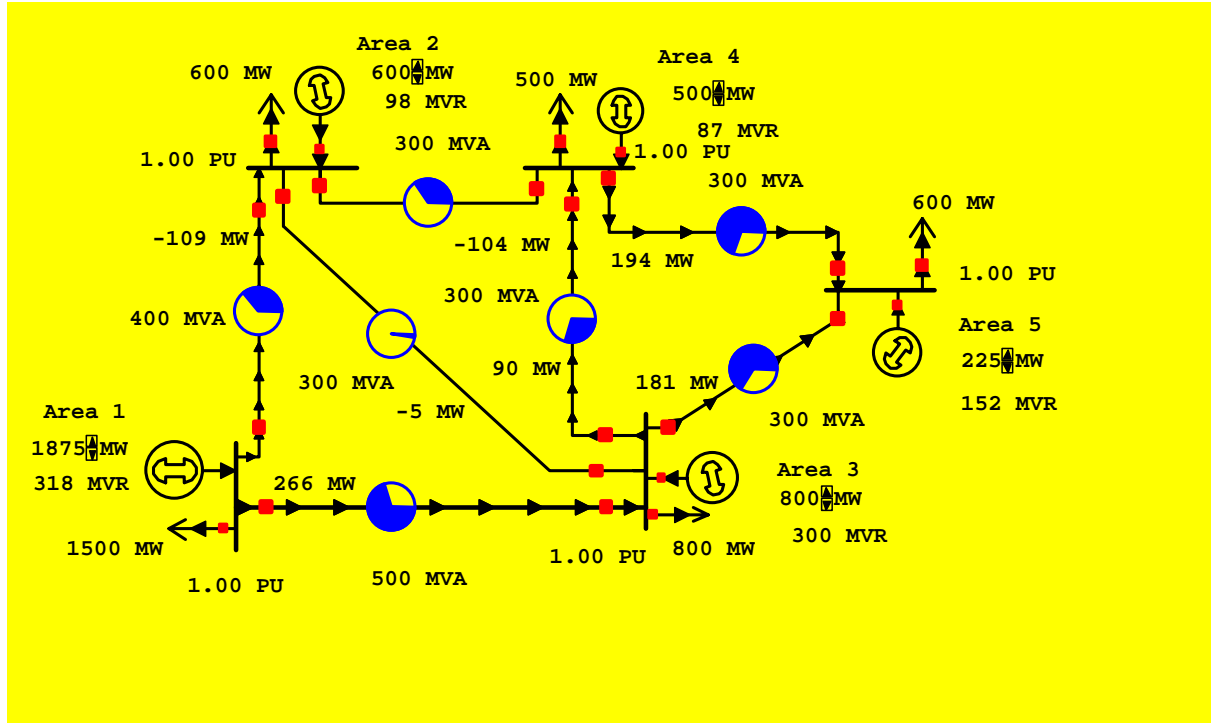 Area 2
600 MW
600 MW
98 MVR
300 MVA
1.00 PU
500 MW
Area 4
500 MW
87 MVR
1.00 PU
300 MVA
600 MW
1.00 PU
-109 MW
-104 MW
194 MW
400 MVA
300 MVA
Area 5
225 MW
152 MVR
300 MVA
90 MW
181 MW
-5 MW
300 MVA
Area 1
1875 MW
318 MVR
266 MW
Area 3
800 MW
300 MVR
1500 MW
1.00 PU
500 MVA
1.00 PU
800 MW